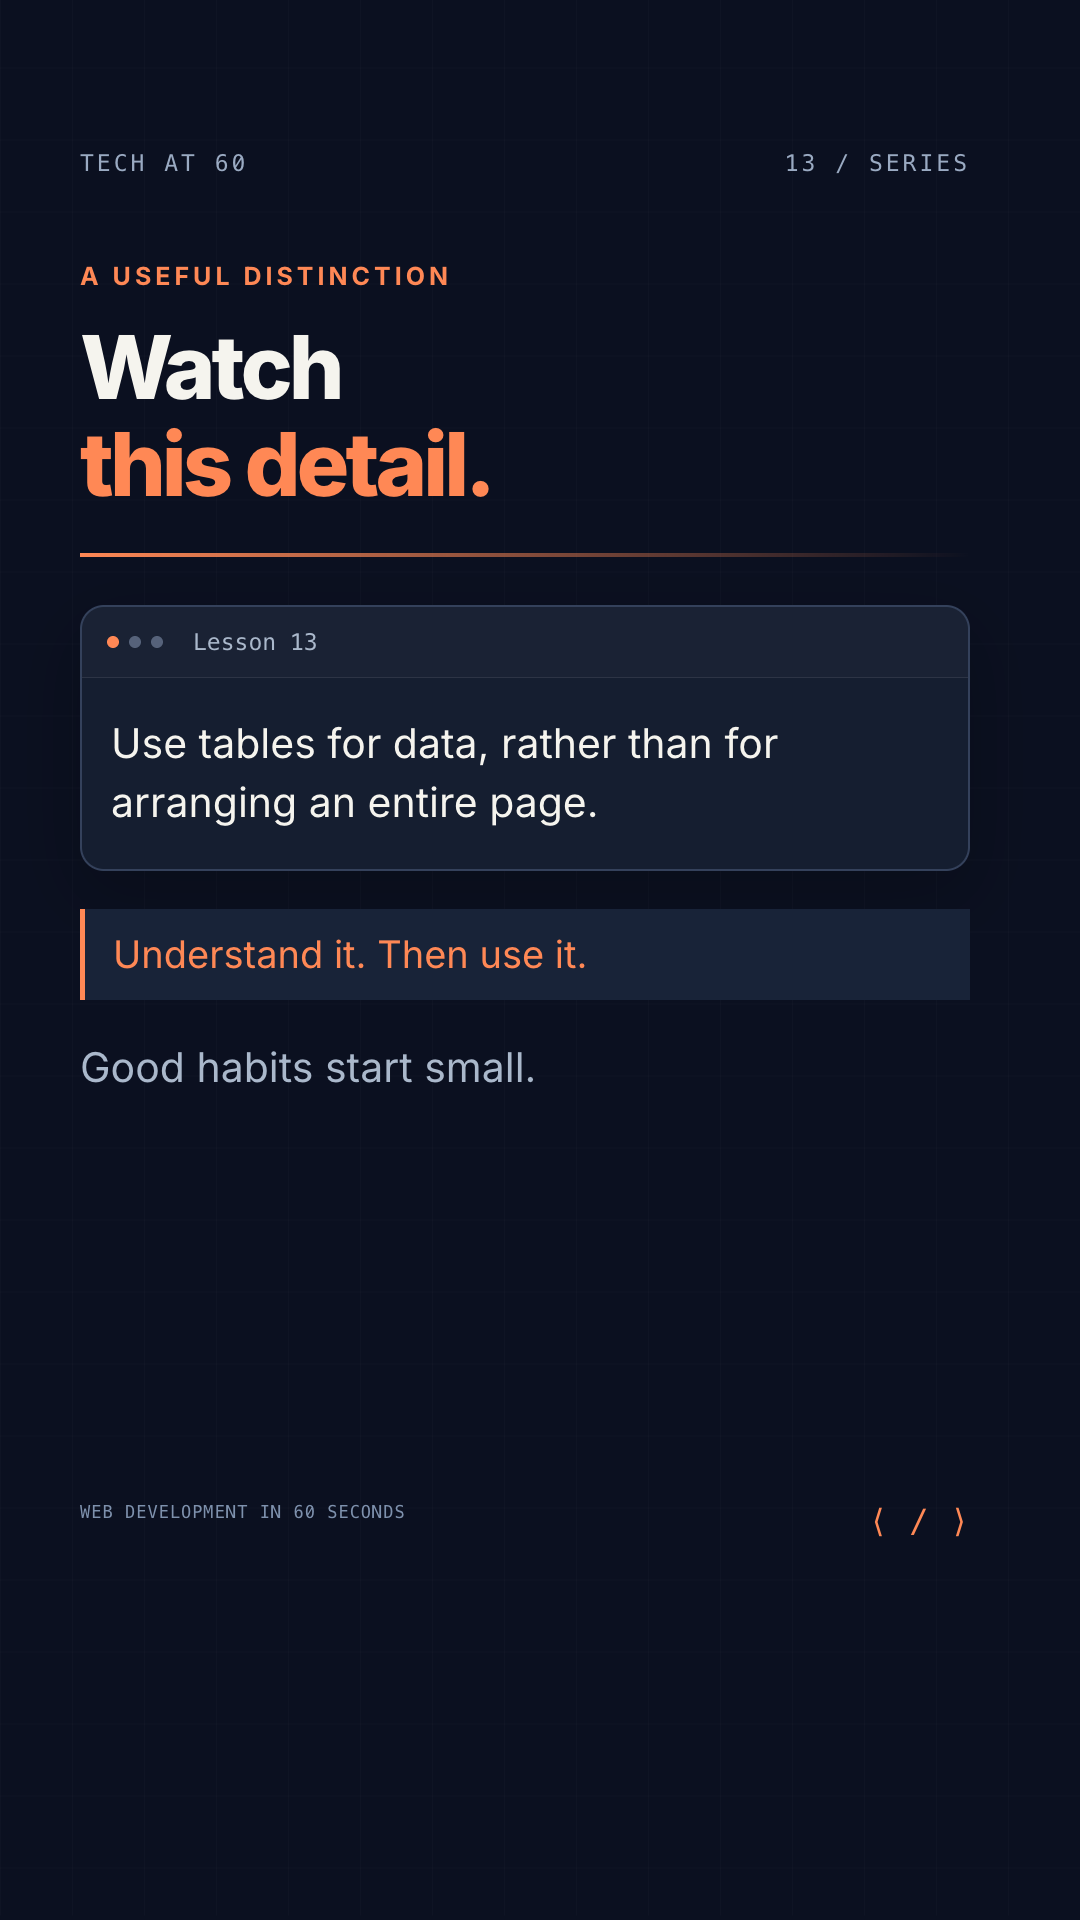 TECH AT 60
13 / SERIES
A USEFUL DISTINCTION
Watch
this detail.
Lesson 13
Use tables for data, rather than for
arranging an entire page.
Understand it. Then use it.
Good habits start small.
WEB DEVELOPMENT IN 60 SECONDS
⟨ / ⟩